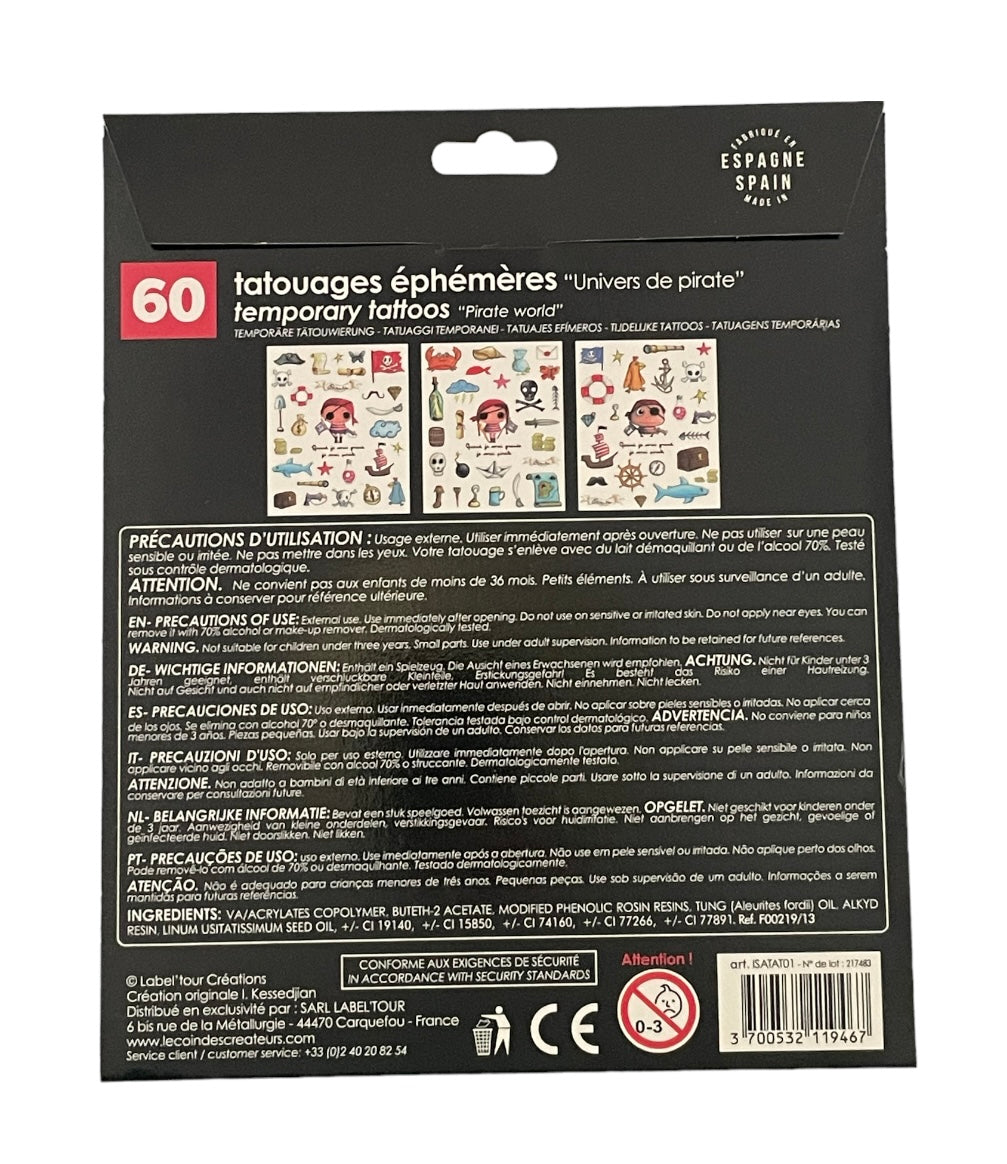 FABRIQUÉ EN
ESPAGNE
SPAIN
MADE IN
60
tatouages éphémères “Univers de pirate”
temporary tattoos “Pirate world”
TEMPORÄRE TÄTOUWIERUNG - TATUAGGI TEMPORANEI - TATUAJES EFÍMEROS - TIJDELIJKE TATTOOS - TATUAGENS TEMPORÁRIAS
PRÉCAUTIONS D'UTILISATION : Usage externe. Utiliser immédiatement après ouverture. Ne pas utiliser sur une peau
sensible ou irritée. Ne pas mettre dans les yeux. Votre tatouage s'enlève avec du lait démaquillant ou de l'alcool 70%. Testé
sous contrôle dermatologique.
ATTENTION. Ne convient pas aux enfants de moins de 36 mois. Petits éléments. À utiliser sous surveillance d'un adulte.
Informations à conserver pour référence ultérieure.
EN- PRECAUTIONS OF USE: External use. Use immediately after opening. Do not use on sensitive or irritated skin. Do not apply near eyes. You can
remove it with 70% alcohol or make-up remover. Dermatologically tested.
WARNING. Not suitable for children under three years. Small parts. Use under adult supervision. Information to be retained for future references.
DE- WICHTIGE INFORMATIONEN: Enthält ein Spielzeug. Die Ausicht eines Erwachsenen wird empfohlen. ACHTUNG. Nicht für Kinder unter 3
Jahren geeignet, enthölt verschluckbare Kleinteile, Erstickungsgefahr! Es besteht das Risiko einer Hautreizung.
Nicht auf Gesicht und auch nicht auf empfindlicher oder verletzter Haut anwenden. Nicht einnehmen. Nicht lecken.
ES- PRECAUCIONES DE USO: Uso externo. Usar inmediatamente después de abrir. No aplicar sobre pieles sensibles o irritadas. No aplicar cerca
de los ojos. Se elimina con alcohol 70° o desmaquillante. Tolerancia testada bajo control dermatológico. ADVERTENCIA. No conviene para niños
menores de 3 años. Piezas pequeñas. Usar bajo la supervisión de un adulto. Conservar los datos para futuras referencias.
IT- PRECAUZIONI D'USO: Solo per uso esterno. Utilizzare immediatamente dopo l'apertura. Non applicare su pelle sensibile o irritata. Non
applicare vicino agli occhi. Removibile con alcool 70% o struccante. Dermatologicamente testato.
ATTENZIONE. Non adatto a bambini di età inferiore ai tre anni. Contiene piccole parti. Usare sotto la supervisione di un adulto. Informazioni da
conservare per consultazioni future.
NL- BELANGRIJKE INFORMATIE: Bevat een stuk speelgoed. Volwassen toezicht is aangewezen. OPGELET. Niet geschikt voor kinderen onder
de 3 jaar. Aanwezigheid van kleine onderdelen, verstikkingsgevaar. Risico's voor huidirritatie. Niet aanbrengen op het gezicht, gevoelige of
geïnfecteerde huid. Niet doorslikken. Niet likken.
PT- PRECAUÇÕES DE USO: uso externo. Use imediatamente após a abertura. Não use em pele sensível ou irritada. Não aplique perto dos olhos.
Pode removê-lo com álcool de 70% ou desmaquilhante. Testada dermatologicamente.
ATENÇÃO. Não é adequado para crianças menores de três anos. Pequenas peças. Use sob supervisão de um adulto. Informações a serem
mantidas para futuras referências.
INGREDIENTS: VA/ACRYLATES COPOLYMER, BUTETH-2 ACETATE, MODIFIED PHENOLIC ROSIN RESINS, TUNG (Aleurites fordii) OIL, ALKYD
RESIN, LINUM USITATISSIMUM SEED OIL, +/- CI 19140, +/- CI 15850, +/- CI 74160, +/- CI 77266, +/- CI 77891. Ref. F00219/13
© Label'tour Créations
Création originale I. Kessedjian
Distribué en exclusivité par : SARL LABEL'TOUR
6 bis rue de la Métallurgie - 44470 Carquefou - France
www.lecoindescreateurs.com
Service client / customer service: +33 (0)2 40 20 82 54
CONFORME AUX EXIGENCES DE SÉCURITÉ
IN ACCORDANCE WITH SECURITY STANDARDS
CE
Attention !
0-3
art. ISATAT01 - N° de lot : 217483
3 700532 119467